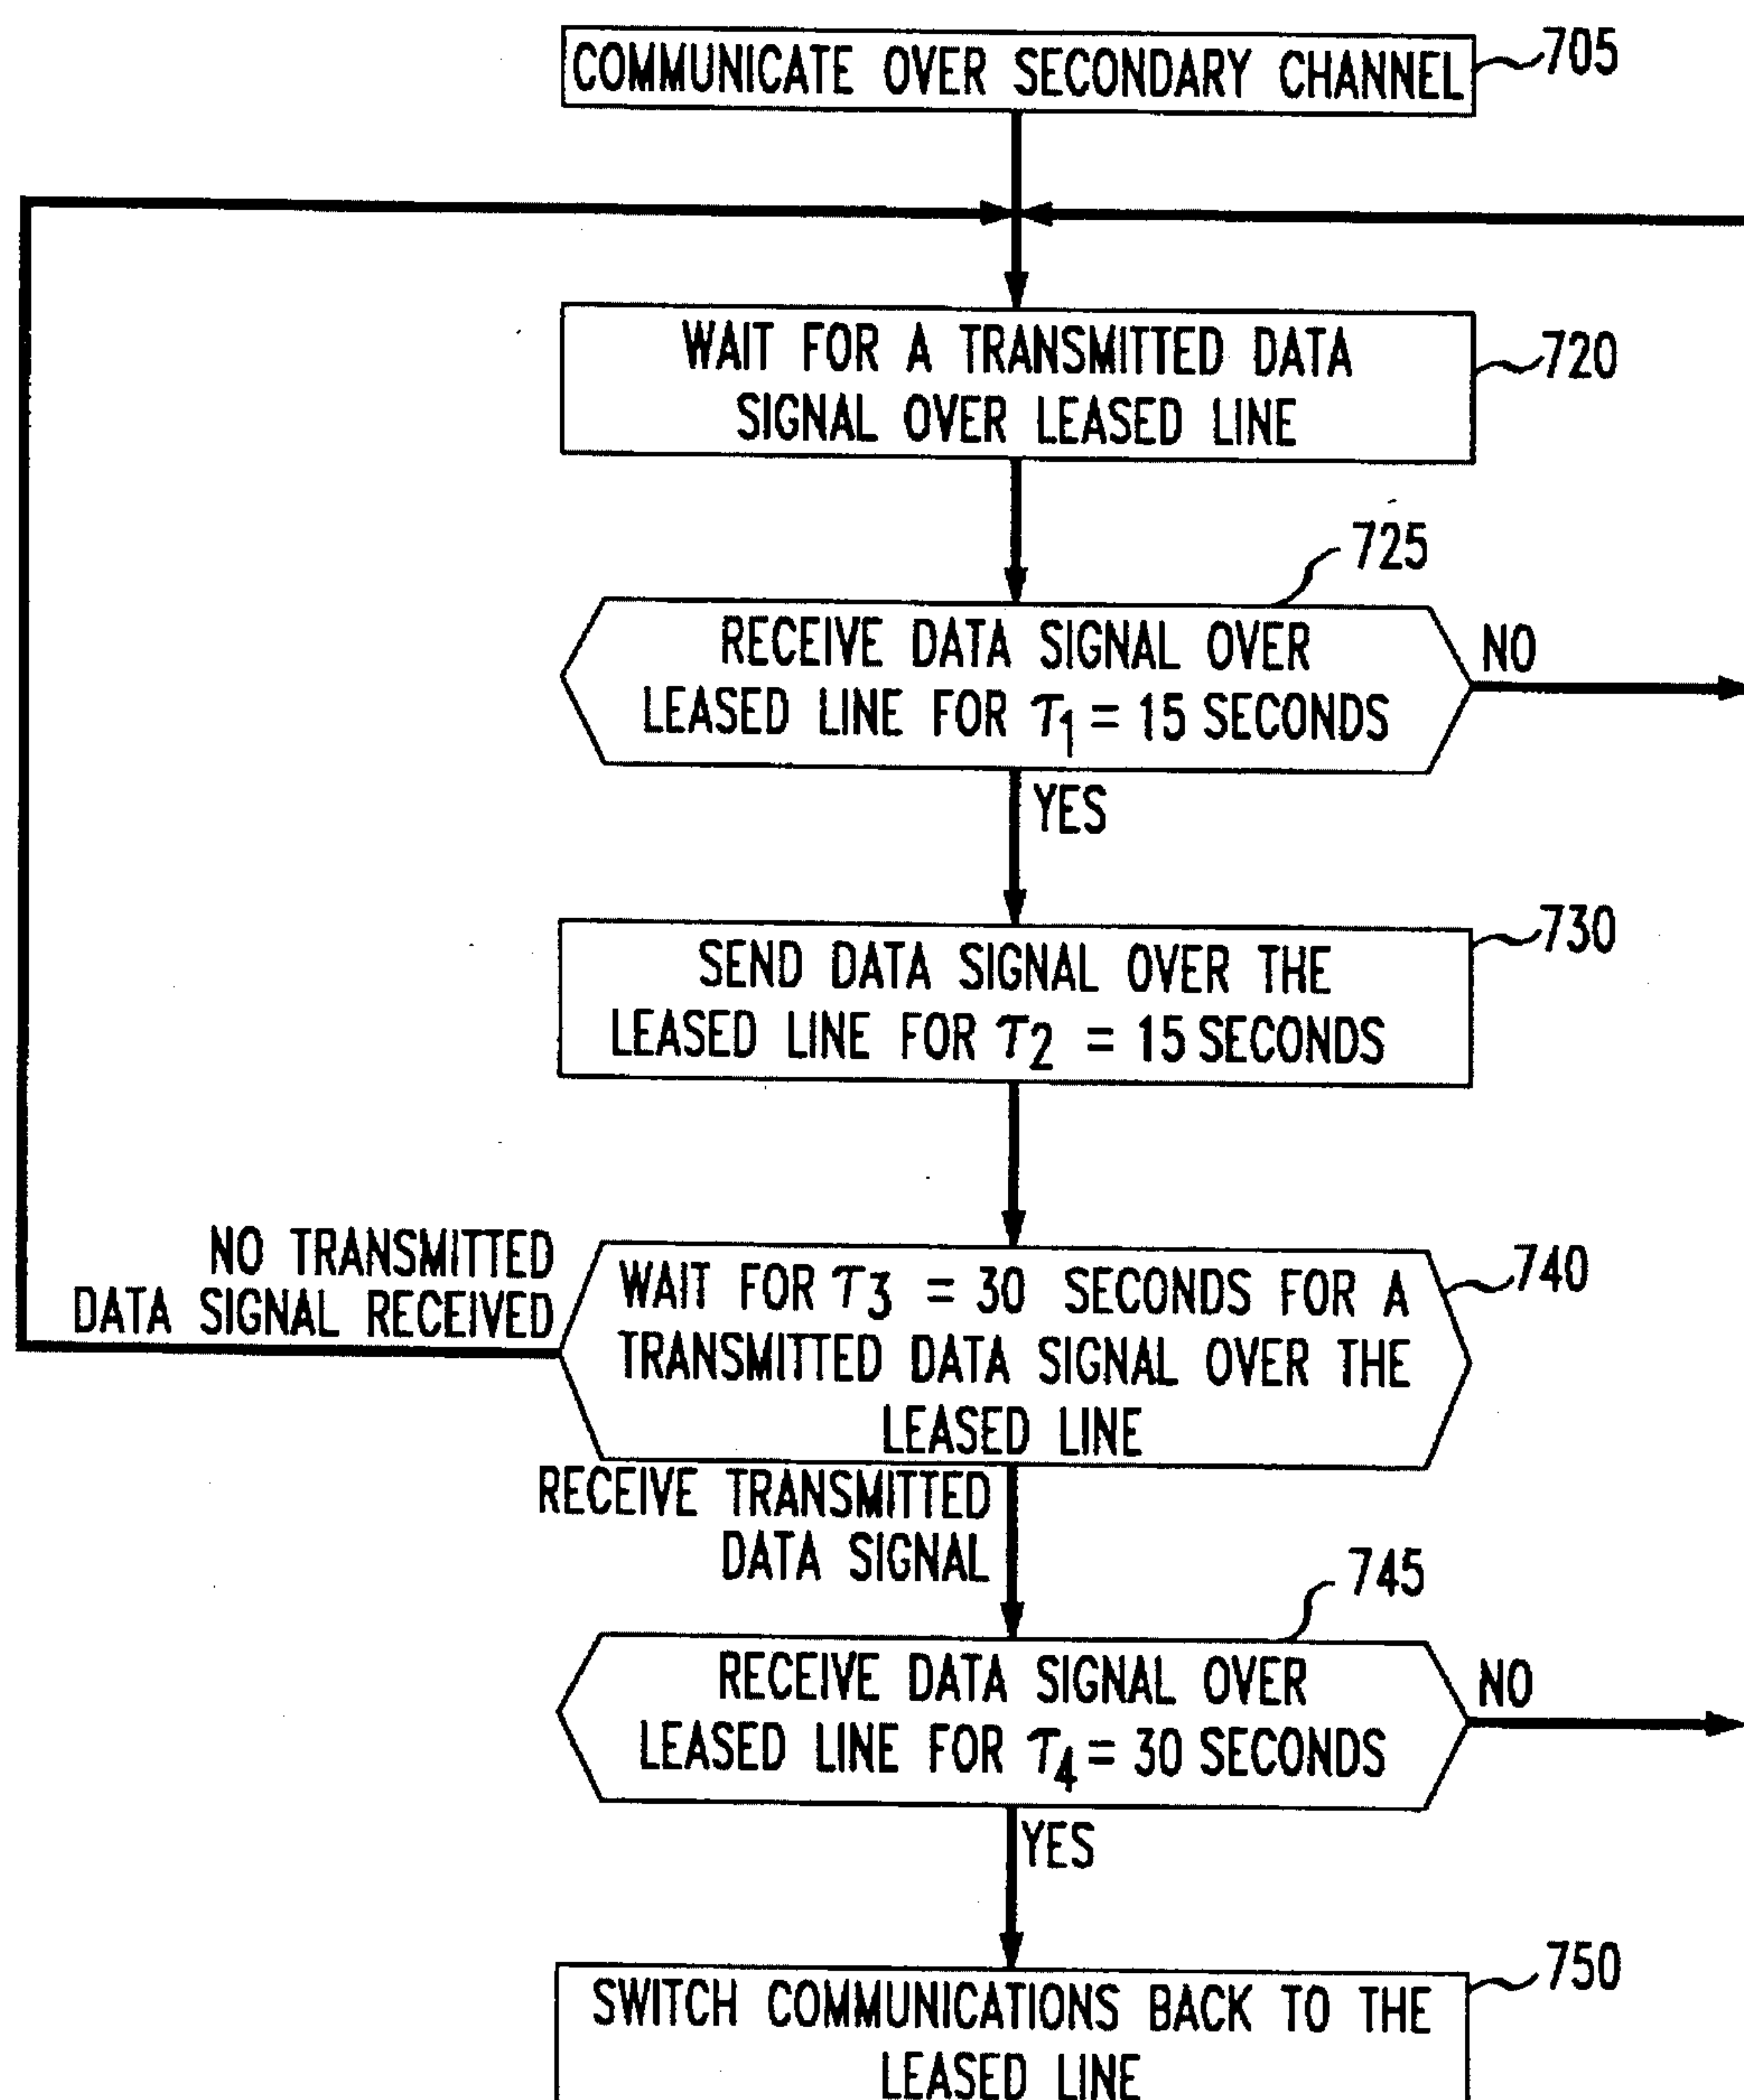 COMMUNICATE OVER SECONDARY CHANNEL
705
WAIT FOR A TRANSMITTED DATA
SIGNAL OVER LEASED LINE
720
725
RECEIVE DATA SIGNAL OVER
LEASED LINE FOR τ1 = 15 SECONDS
NO
YES
SEND DATA SIGNAL OVER THE
LEASED LINE FOR τ2 = 15 SECONDS
730
NO TRANSMITTED
DATA SIGNAL RECEIVED
WAIT FOR τ3 = 30 SECONDS FOR A
TRANSMITTED DATA SIGNAL OVER THE
LEASED LINE
740
RECEIVE TRANSMITTED
DATA SIGNAL
745
RECEIVE DATA SIGNAL OVER
LEASED LINE FOR τ4 = 30 SECONDS
NO
YES
SWITCH COMMUNICATIONS BACK TO THE
LEASED LINE
750